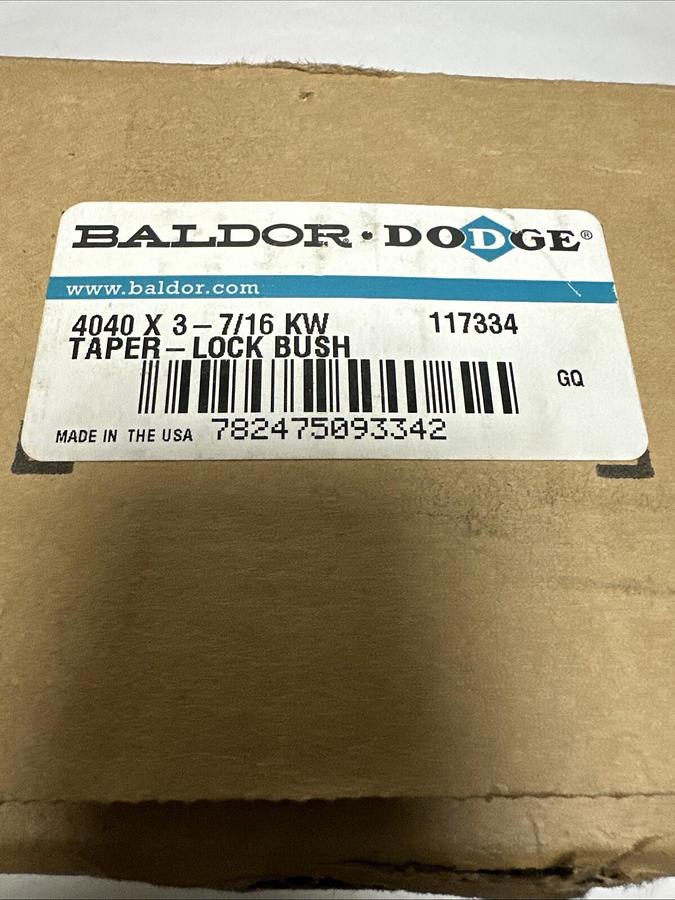 BALDOR · DODGE®
www.baldor.com
4040 X 3-7/16 KW 117334
TAPER-LOCK BUSH
GQ
MADE IN THE USA 782475093342